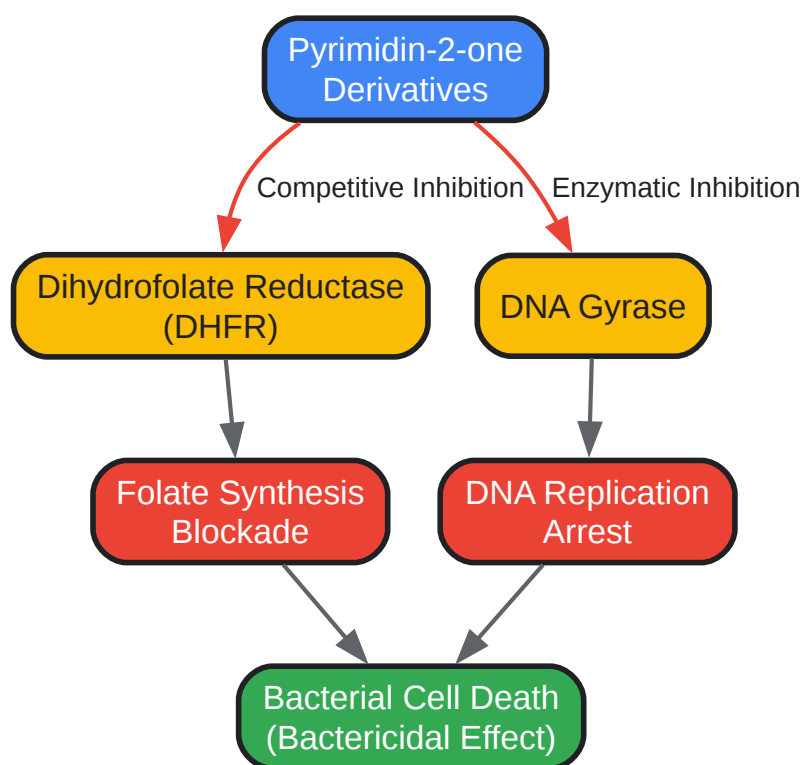 Pyrimidin-2-one
Derivatives
Competitive Inhibition
Enzymatic Inhibition
Dihydrofolate Reductase
(DHFR)
DNA Gyrase
Folate Synthesis
Blockade
DNA Replication
Arrest
Bacterial Cell Death
(Bactericidal Effect)